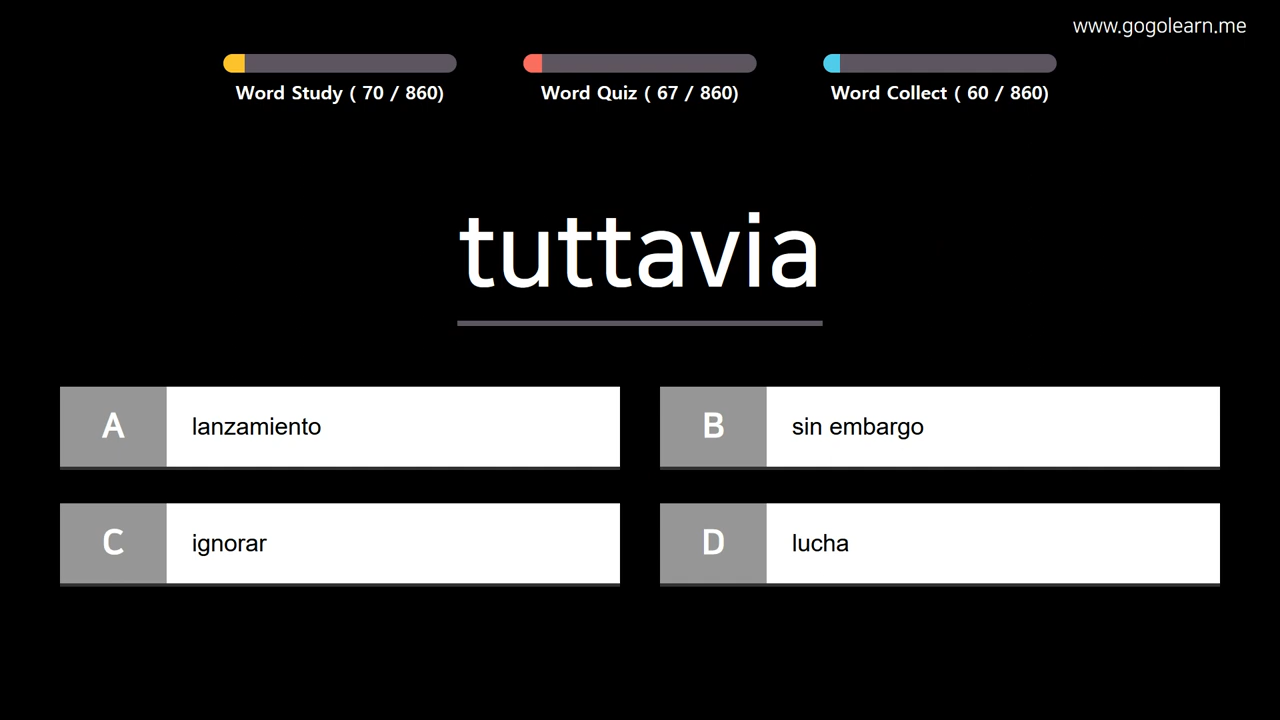 www.gogolearn.me
Word Study ( 70 / 860)
Word Quiz ( 67 / 860)
Word Collect ( 60 / 860)
tuttavia
A lanzamiento
B sin embargo
C ignorar
D lucha